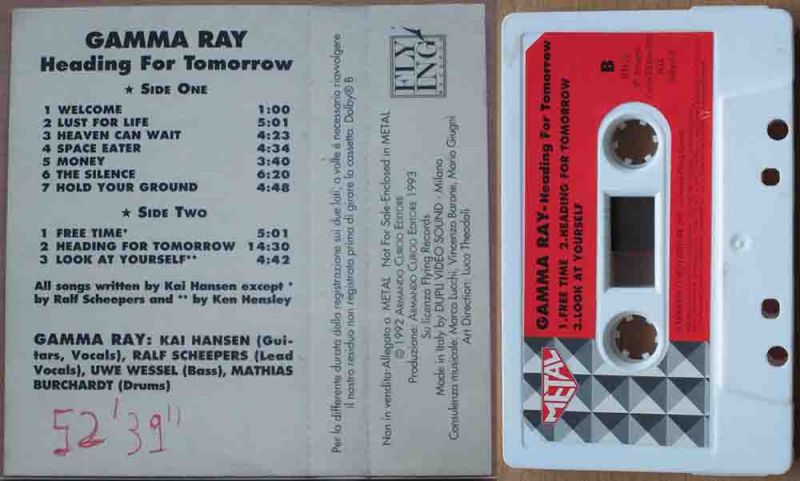 GAMMA RAY
Heading For Tomorrow
★ SIDE ONE
1 WELCOME 1:00
2 LUST FOR LIFE 5:01
3 HEAVEN CAN WAIT 4:23
4 SPACE EATER 4:34
5 MONEY 3:40
6 THE SILENCE 6:20
7 HOLD YOUR GROUND 4:48
★ SIDE TWO
1 FREE TIME* 5:01
2 HEADING FOR TOMORROW 14:30
3 LOOK AT YOURSELF** 4:42
All songs written by Kai Hansen except *
by Ralf Scheepers and ** by Ken Hensley
GAMMA RAY: KAI HANSEN (Gui-
tars, Vocals), RALF SCHEEPERS (Lead
Vocals), UWE WESSEL (Bass), MATHIAS
BURCHARDT (Drums)
52'39"
Per la differente durata della registrazione sui due lati, a volte è necessario riavvolgere
il nastro residuo non registrato prima di girare la cassetta. Dolby® B
FLY
ING
Non in vendita-Allegato a METAL Not For Sale-Enclosed in METAL
© 1992 ARMANDO CURCIO EDITORE
Produzione: ARMANDO CURCIO EDITORE 1993
Su licenza Flying Records
Made in Italy by DUPLI VIDEO SOUND - Milano
Consulenza musicale: Marco Lucchi, Vincenzo Barone, Mario Giugni
Art Direction: Luca Theodoli
B
GAMMA RAY-Heading For Tomorrow
1.FREE TIME 2.HEADING FOR TOMORROW
3.LOOK AT YOURSELF
METAL